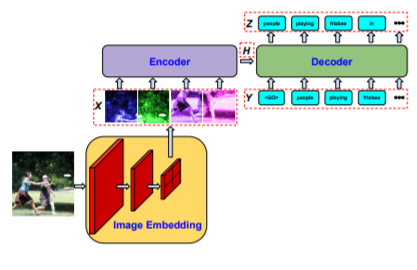 Z people playing frisbee in •••
Encoder H Decoder
X Y <GO> people playing frisbee •••
Image Embedding